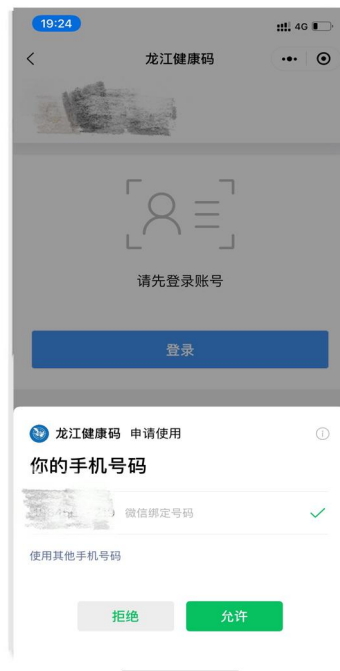 19:24
4G
龙江健康码
请先登录账号
登录
龙江健康码 申请使用
你的手机号码
微信绑定号码
使用其他手机号码
拒绝 允许